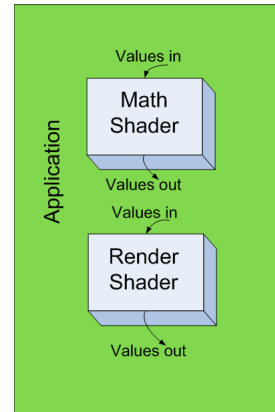 Application
Values in
Math
Shader
Values out
Values in
Render
Shader
Values out